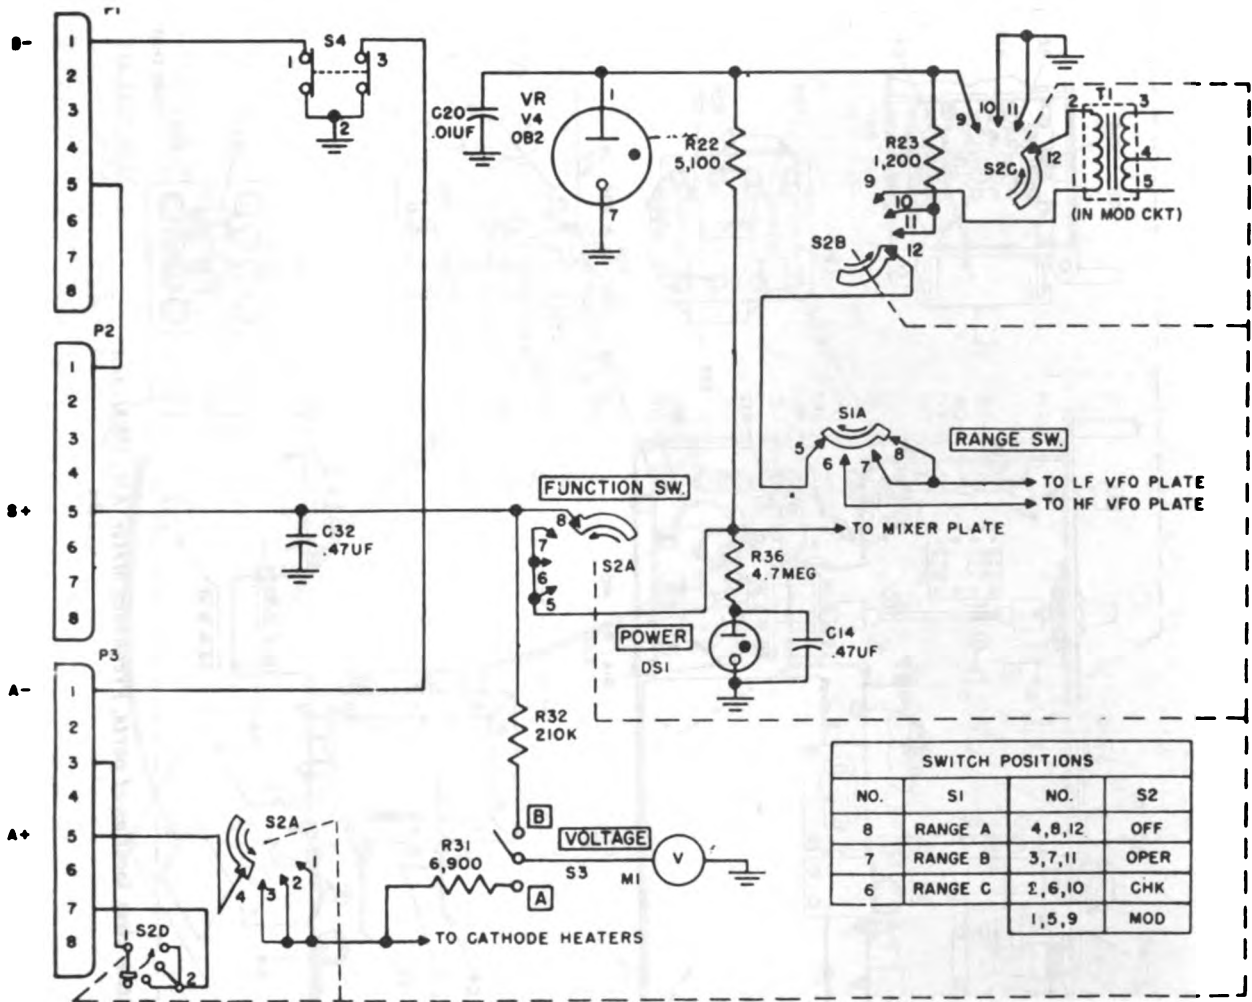 P1
B-
1
2
3
4
5
6
7
8
S4
1
3
2
C20
.01UF
VR
V4
OB2
1
7
R22
5,100
R23
1,200
9
10
11
12
S2B
9
10
11
12
S2C
T1
2
1
3
4
5
(IN MOD CKT)
P2
1
2
3
4
B+
5
6
7
8
C32
.47UF
FUNCTION SW.
8
7
6
5
S2A
S1A
5
6
7
8
RANGE SW.
TO LF VFO PLATE
TO HF VFO PLATE
TO MIXER PLATE
R36
4.7MEG
POWER
DS1
C14
.47UF
P3
A-
1
2
3
4
A+
5
6
7
8
R32
210K
S2A
4
3
2
1
R31
6,900
B
VOLTAGE
S3
A
M1
V
TO CATHODE HEATERS
S2D
1
2
SWITCH POSITIONS
NO. S1 NO. S2
8 RANGE A 4,8,12 OFF
7 RANGE B 3,7,11 OPER
6 RANGE C 2,6,10 CHK
1,5,9 MOD